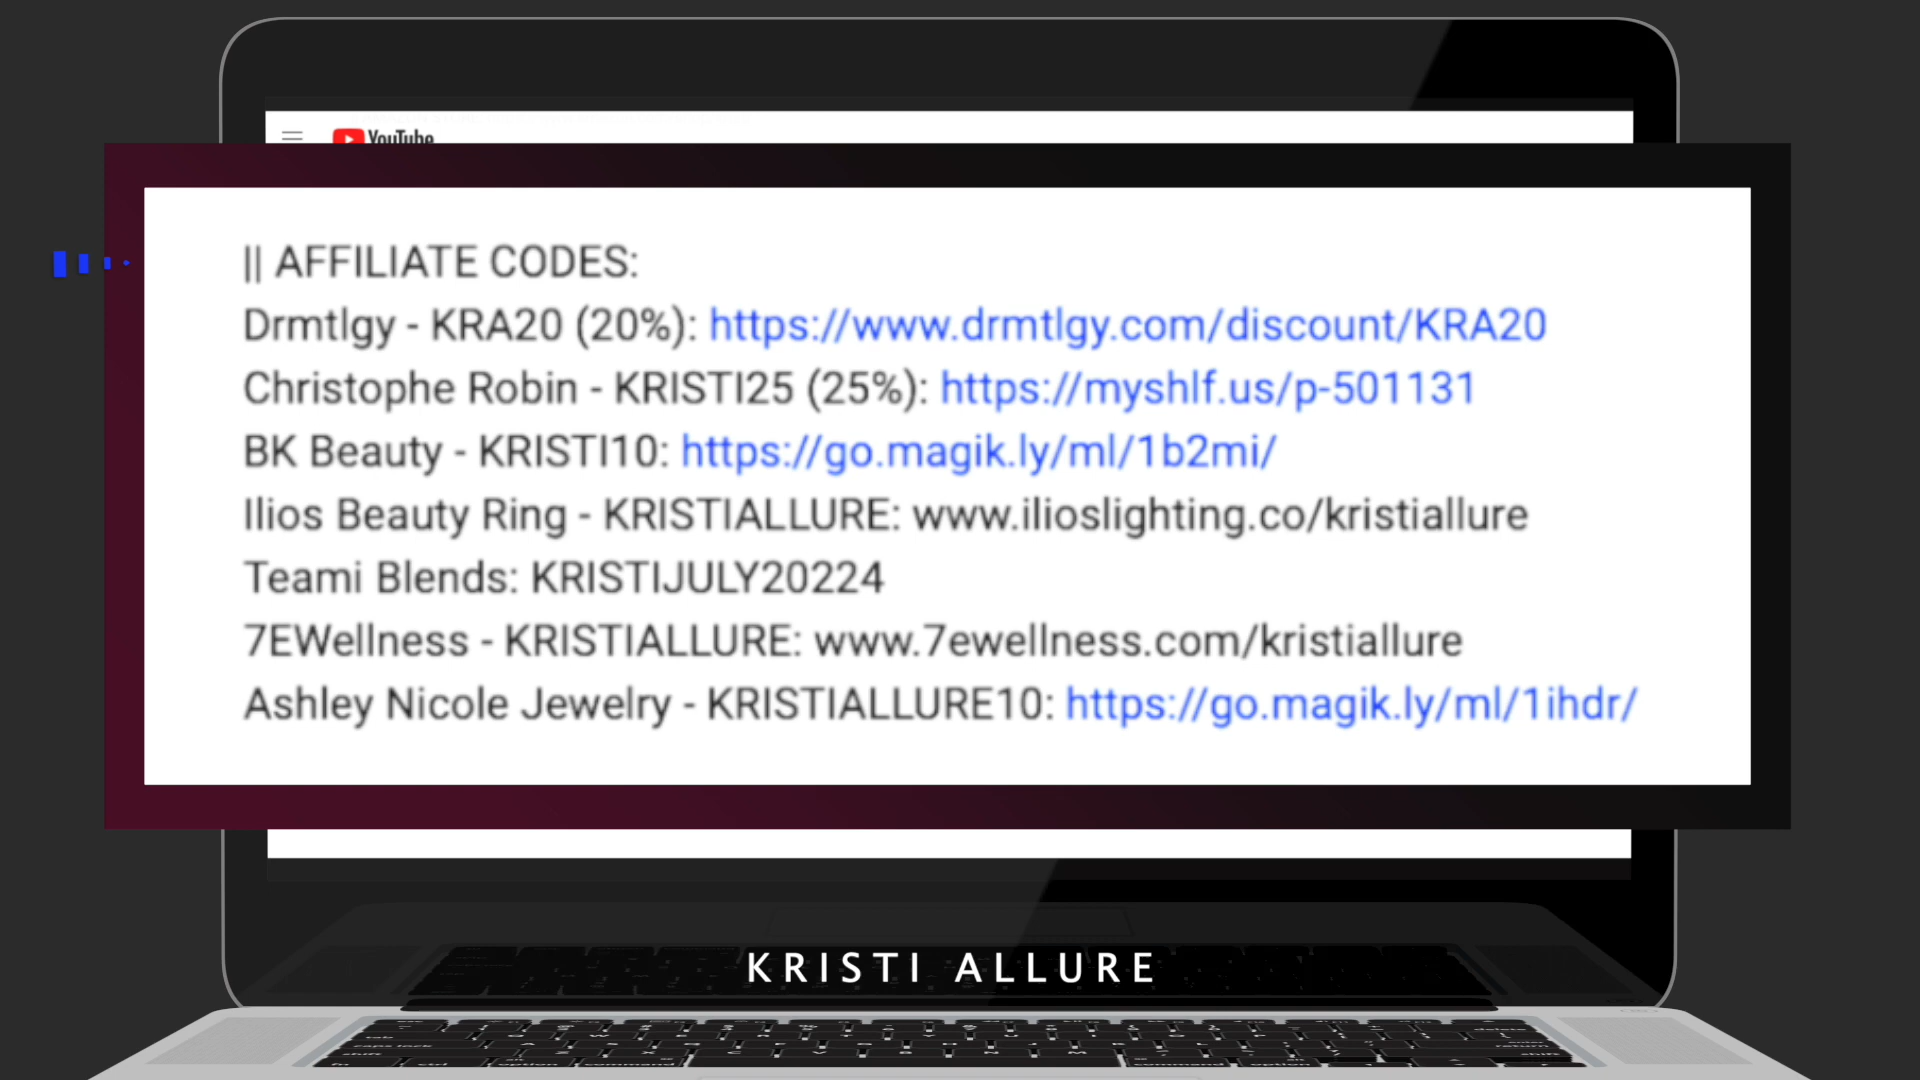 YouTube
|| AFFILIATE CODES:
Drmtlgy - KRA20 (20%): https://www.drmtlgy.com/discount/KRA20
Christophe Robin - KRISTI25 (25%): https://myshlf.us/p-501131
BK Beauty - KRISTI10: https://go.magik.ly/ml/1b2mi/
Ilios Beauty Ring - KRISTIALLURE: www.ilioslighting.co/kristiallure
Teami Blends: KRISTIJULY20224
7EWellness - KRISTIALLURE: www.7ewellness.com/kristiallure
Ashley Nicole Jewelry - KRISTIALLURE10: https://go.magik.ly/ml/1ihdr/
KRISTI ALLURE